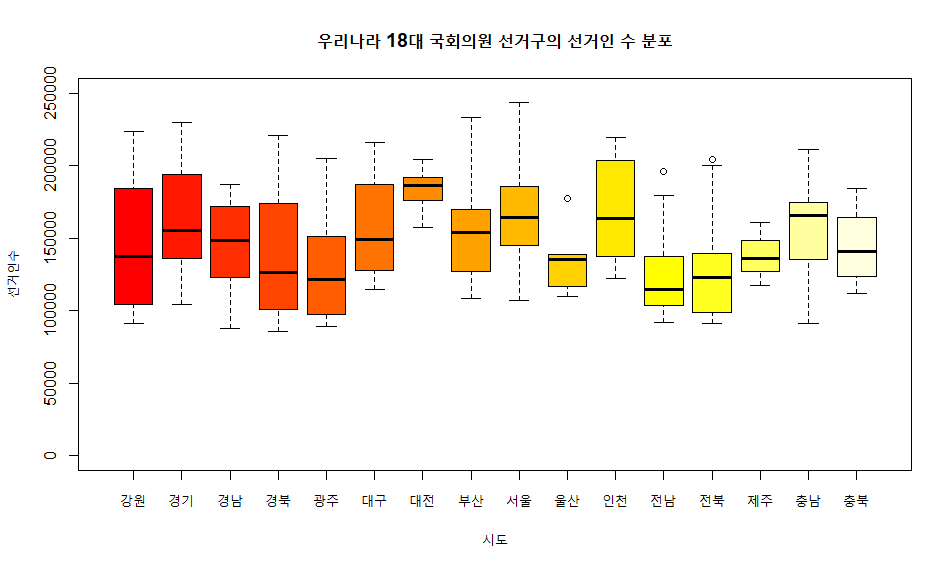 우리나라 18대 국회의원 선거구의 선거인 수 분포
선거인수
250000
200000
150000
100000
50000
0
강원 경기 경남 경북 광주 대구 대전 부산 서울 울산 인천 전남 전북 제주 충남 충북
시도